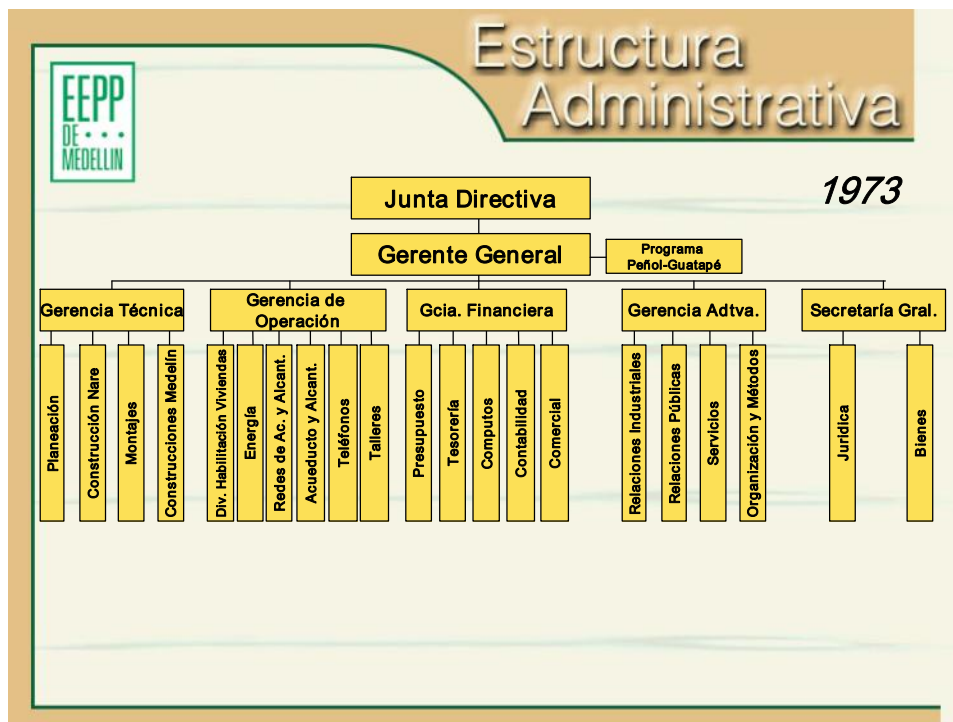 Estructura
Administrativa
EEPP
DE
MEDELLIN
1973
Junta Directiva
Gerente General
Programa
Peñol-Guatapé
Gerencia Técnica
Gerencia de
Operación
Gcia. Financiera
Gerencia Adtva.
Secretaría Gral.
Planeación
Construcción Nare
Montajes
Construcciones Medelín
Div. Habilitación Viviendas
Energía
Redes de Ac. y Alcant.
Acueducto y Alcant.
Teléfonos
Talleres
Presupuesto
Tesorería
Computos
Contabilidad
Comercial
Relaciones Industriales
Relaciones Públicas
Servicios
Organización y Métodos
Jurídica
Bienes